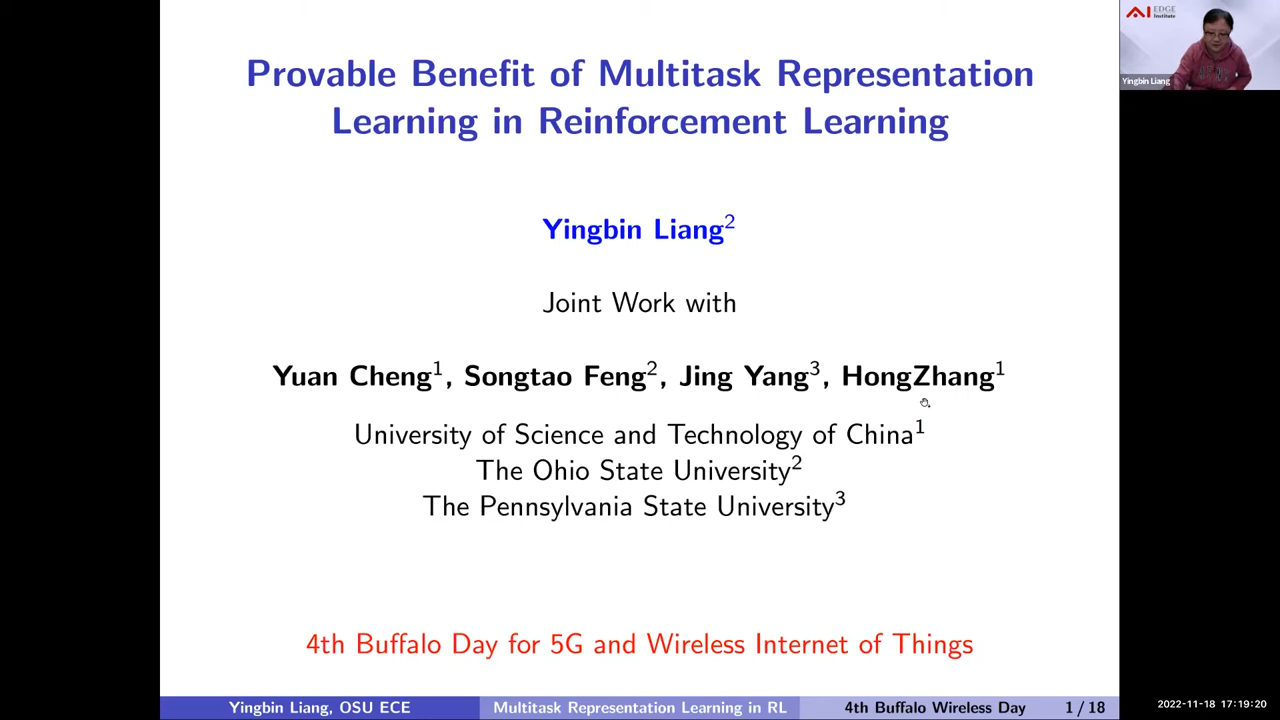 Provable Benefit of Multitask Representation
Learning in Reinforcement Learning
Yingbin Liang2
Joint Work with
Yuan Cheng1, Songtao Feng2, Jing Yang3, HongZhang1
University of Science and Technology of China1
The Ohio State University2
The Pennsylvania State University3
4th Buffalo Day for 5G and Wireless Internet of Things
Yingbin Liang, OSU ECE
Multitask Representation Learning in RL
4th Buffalo Wireless Day
1 / 18
AI EDGE
Institute
Yingbin Liang
2022-11-18 17:19:20